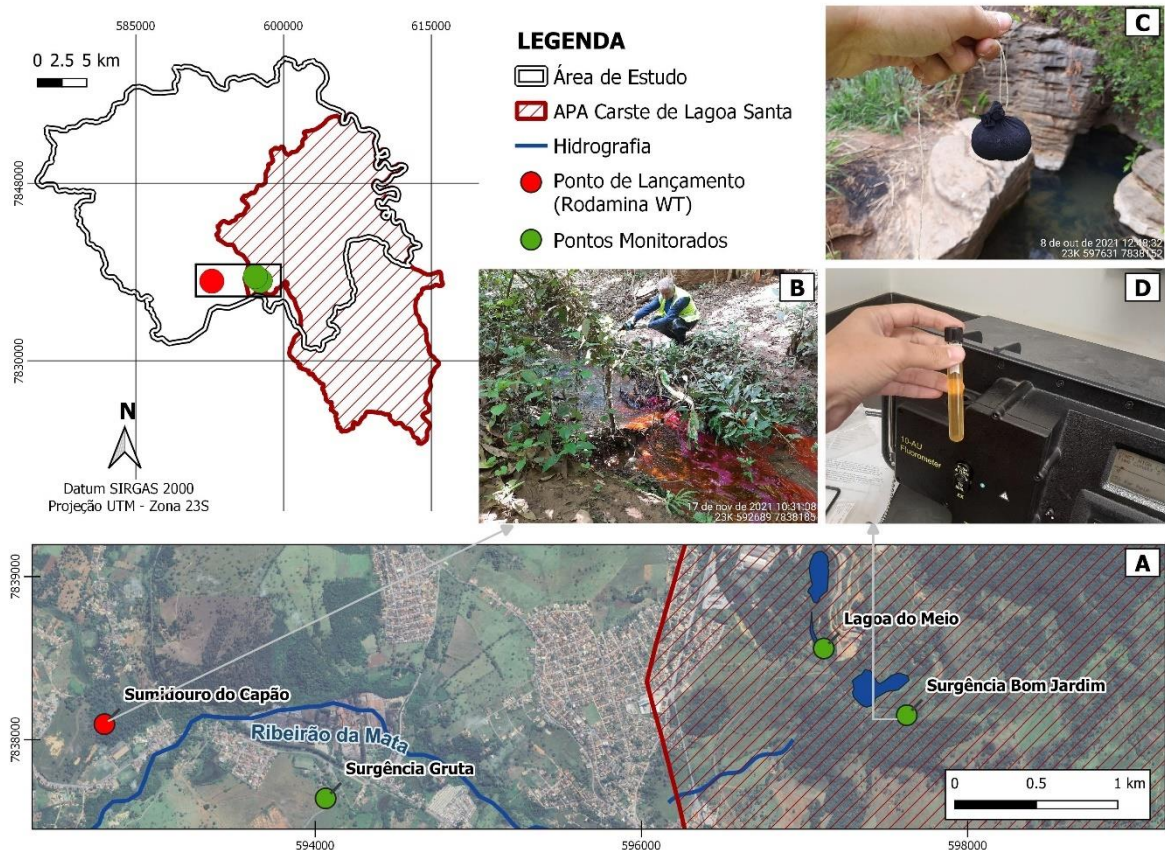 585000
600000
615000
0 2.5 5 km
7848000
7830000
N
Datum SIRGAS 2000
Projeção UTM - Zona 23S
LEGENDA
Área de Estudo
APA Carste de Lagoa Santa
Hidrografia
Ponto de Lançamento
(Rodamina WT)
Pontos Monitorados
B
17 de nov de 2021 10:31:08
23K 592689 7838185
C
8 de out de 2021 12:48:32
23K 597631 7838152
D
10-AU
Fluorometer
A
7839000
7838000
Lagoa do Meio
Surgência Bom Jardim
Sumidouro do Capão
Ribeirão da Mata
Surgência Gruta
0 0.5 1 km
594000
596000
598000